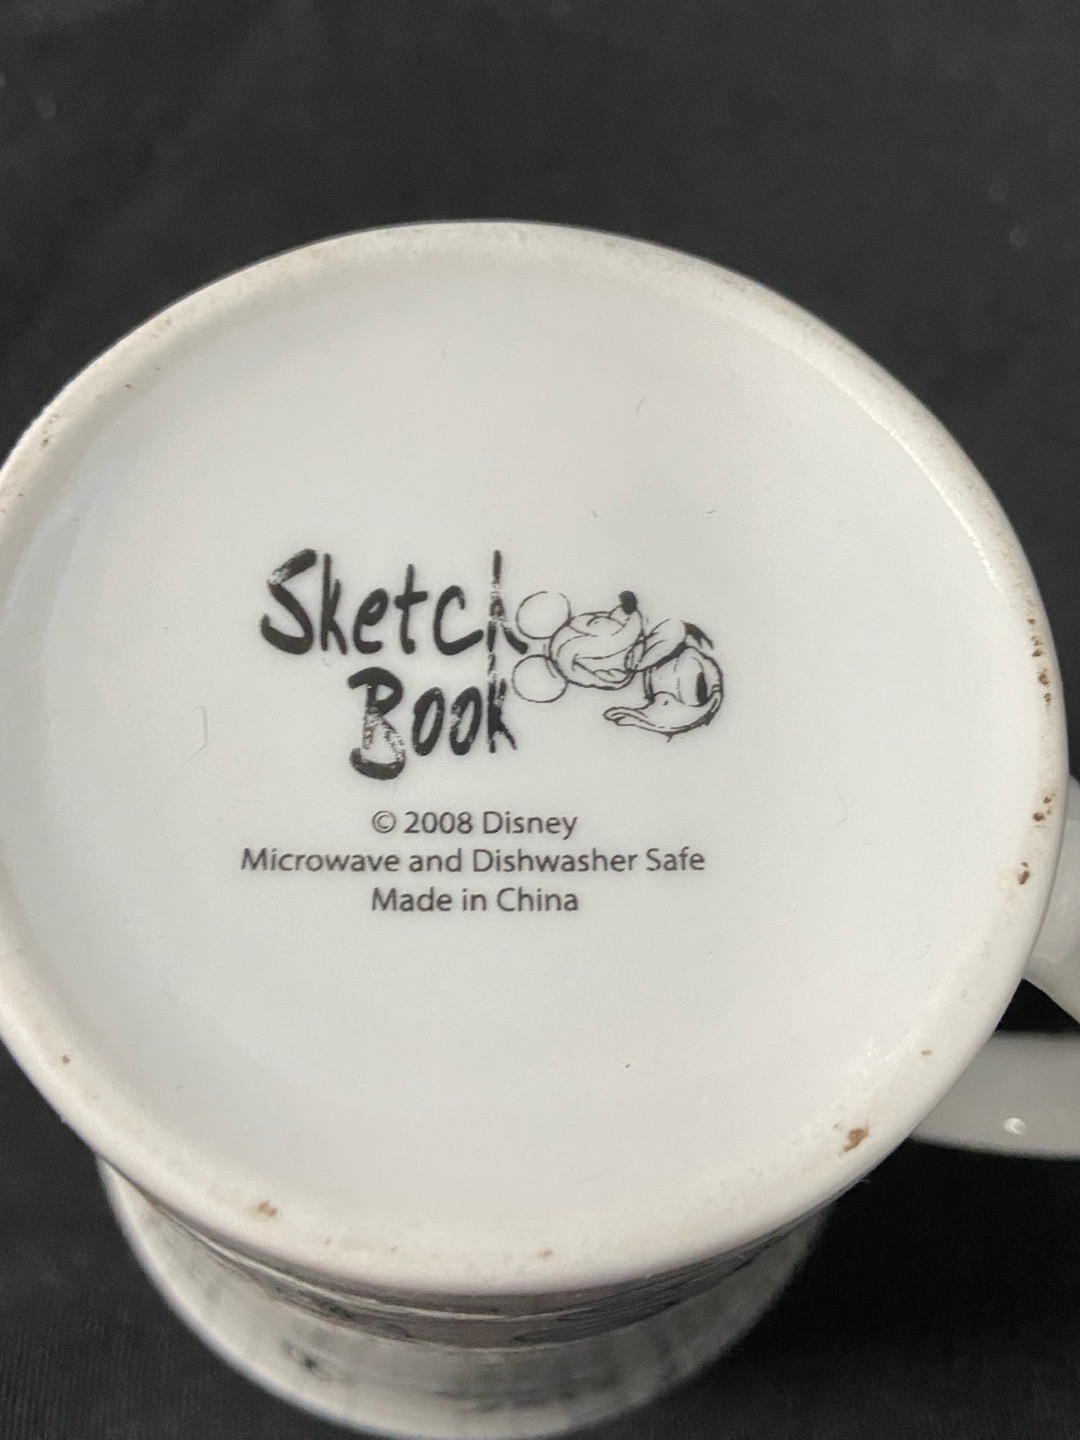 Sketch
Book
© 2008 Disney
Microwave and Dishwasher Safe
Made in China